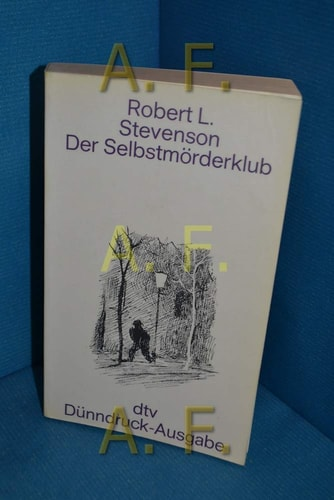 A. F.
Robert L.
Stevenson
Der Selbstmörderklub
A. F.
A. F.
dtv
Dünndruck-Ausgabe
A. F.